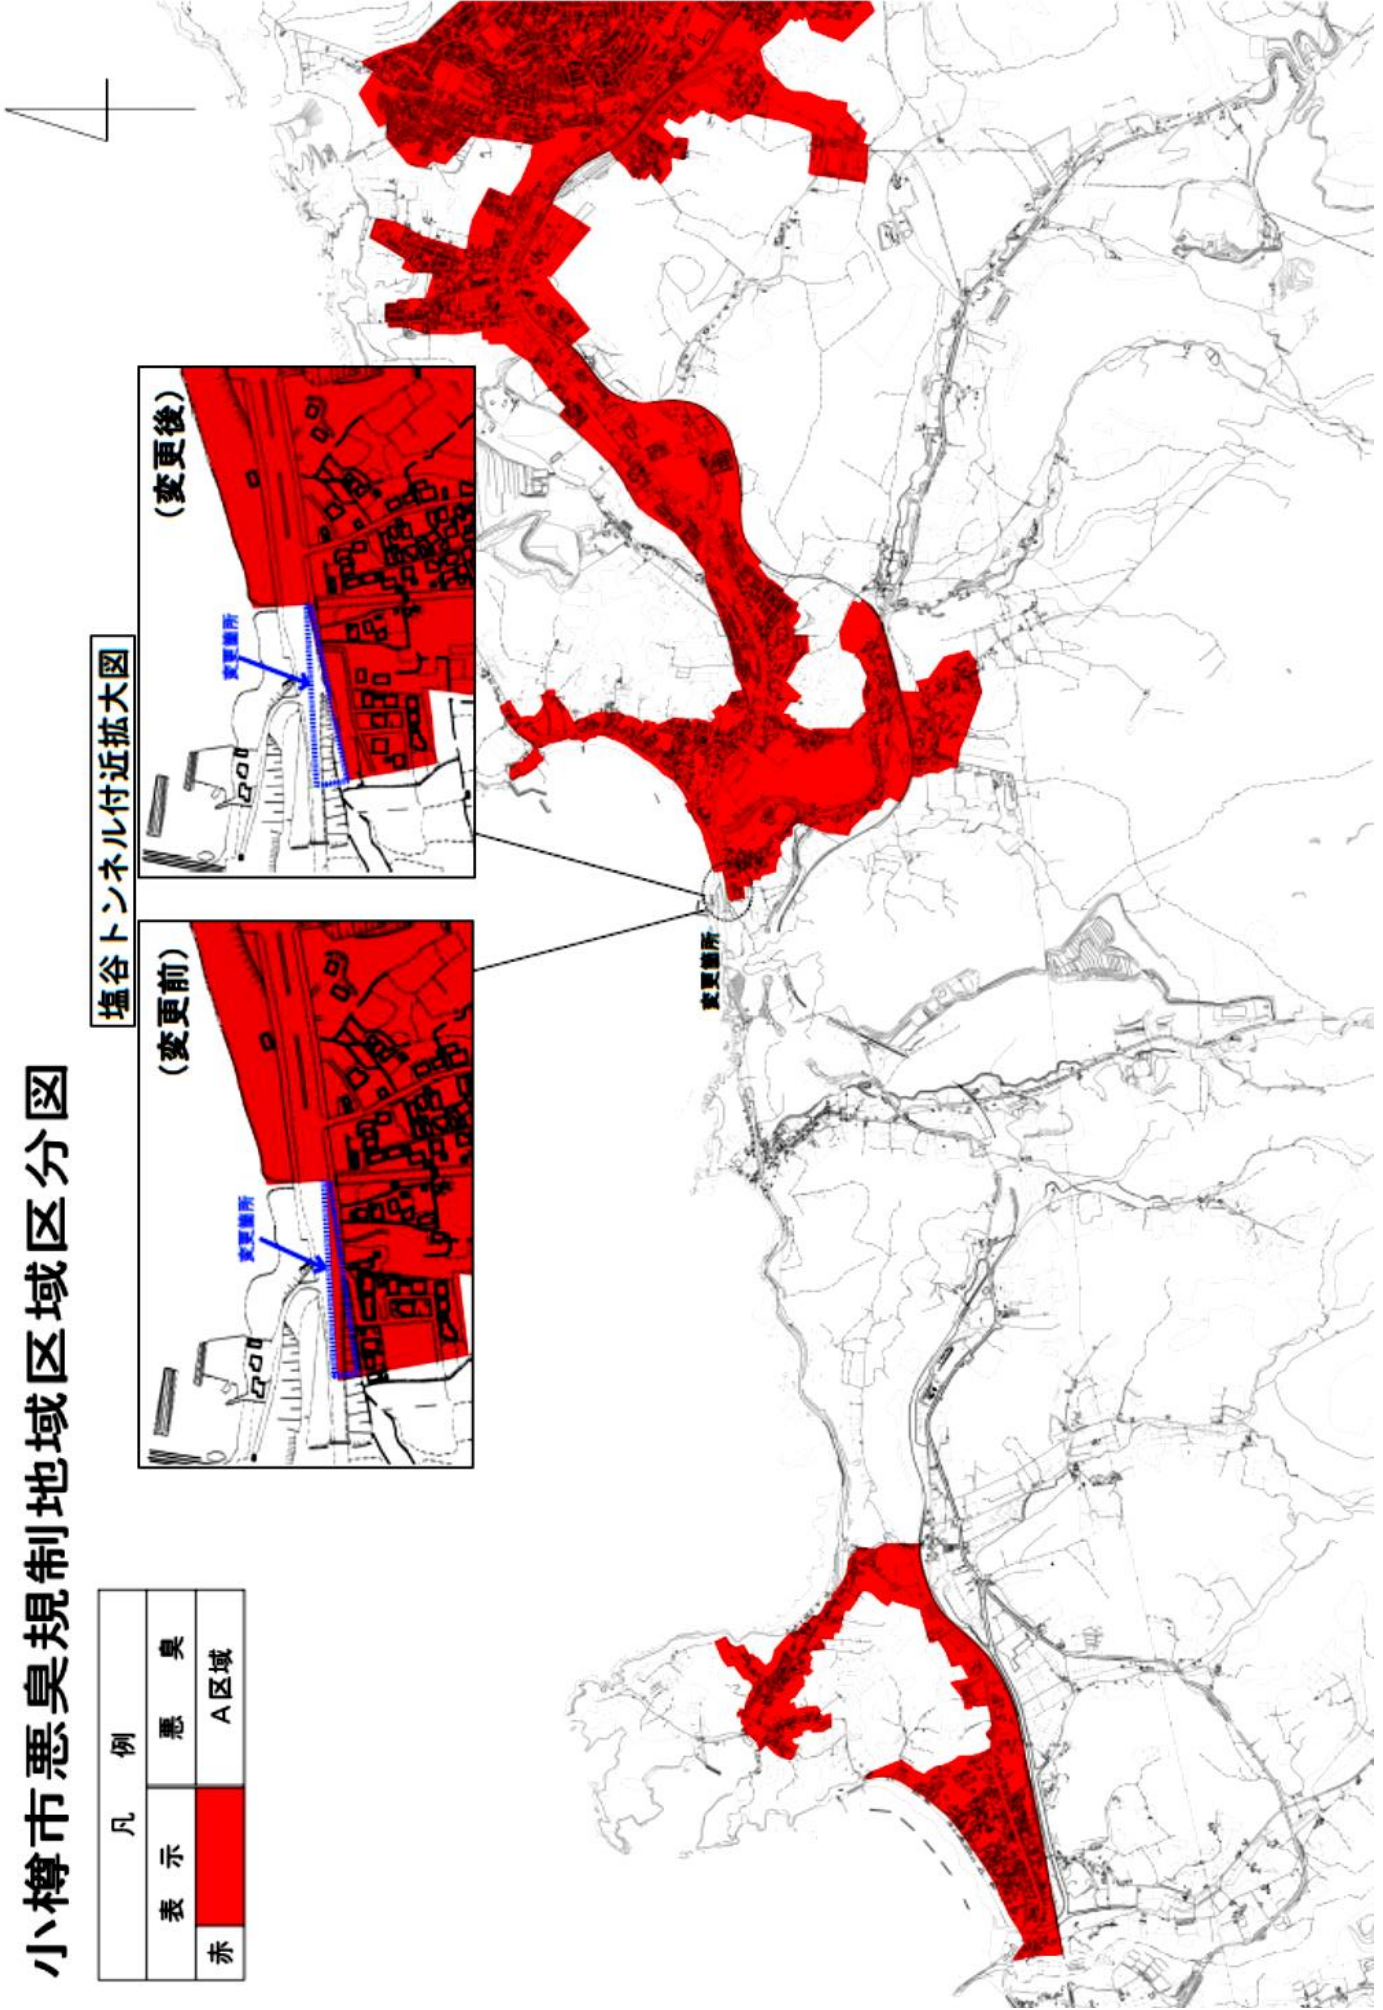 小樽市悪臭規制地域区域区分図
凡例
表示 悪臭
赤 A区域
塩谷トンネル付近拡大図
(変更前)
変更箇所
(変更後)
変更箇所
変更箇所